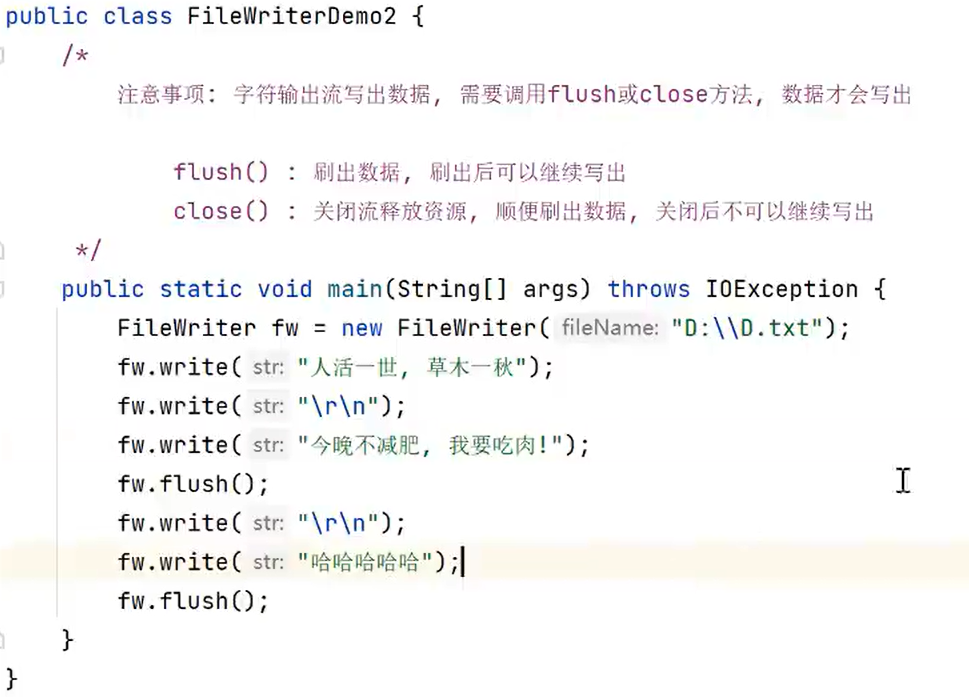 public class FileWriterDemo2 {
/*
注意事项: 字符输出流写出数据, 需要调用flush或close方法, 数据才会写出
flush() : 刷出数据, 刷出后可以继续写出
close() : 关闭流释放资源, 顺便刷出数据, 关闭后不可以继续写出
*/
public static void main(String[] args) throws IOException {
FileWriter fw = new FileWriter( fileName: "D:\\D.txt");
fw.write( str: "人活一世, 草木一秋");
fw.write( str: "\r\n");
fw.write( str: "今晚不减肥, 我要吃肉!");
fw.flush();
fw.write( str: "\r\n");
fw.write( str: "哈哈哈哈哈");
fw.flush();
}
}